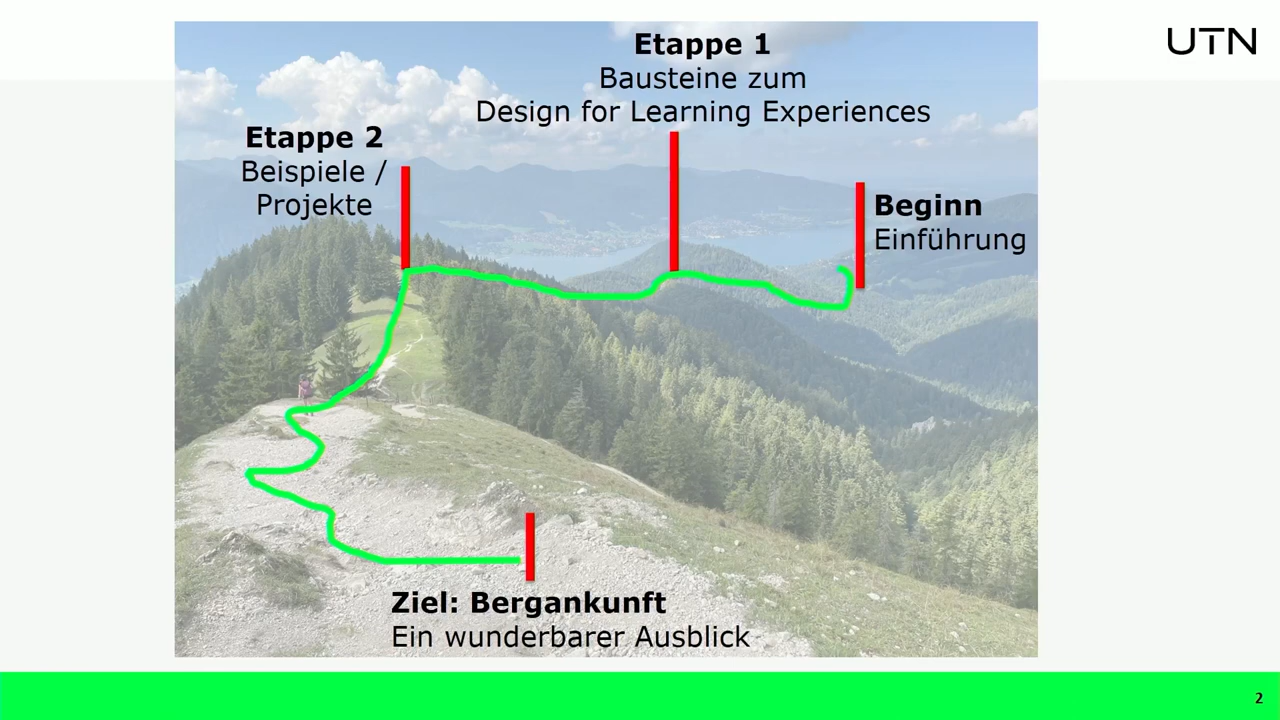 UTN
Etappe 1
Bausteine zum
Design for Learning Experiences
Etappe 2
Beispiele /
Projekte
Beginn
Einführung
Ziel: Bergankunft
Ein wunderbarer Ausblick
2